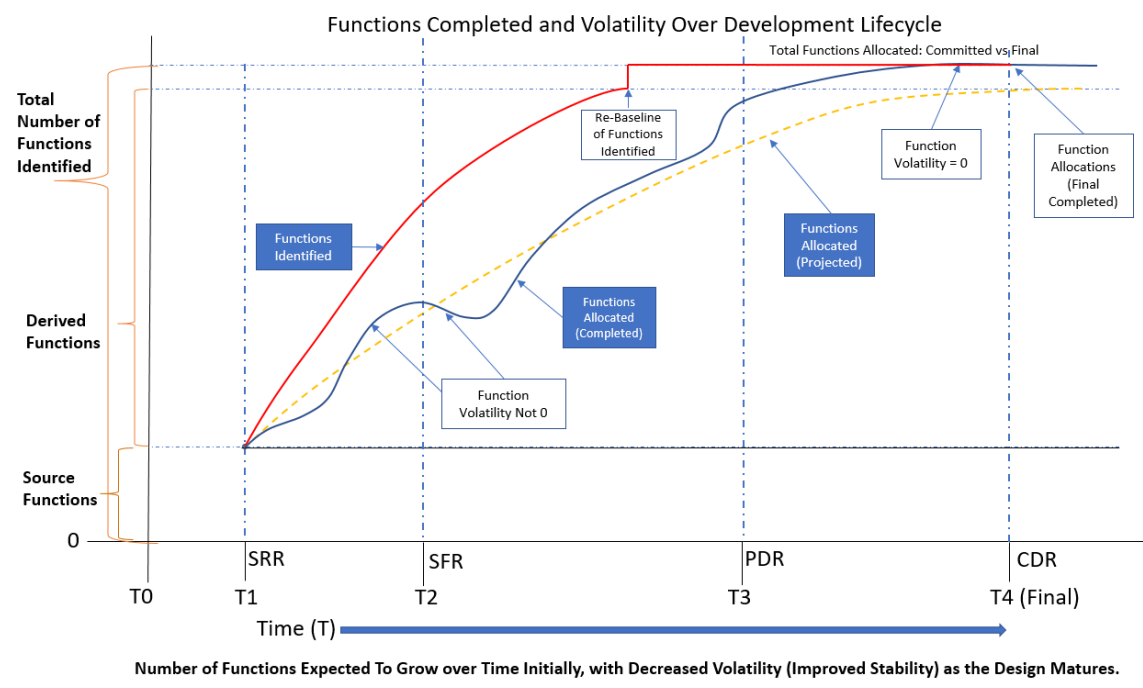 Functions Completed and Volatility Over Development Lifecycle
Total Functions Allocated: Committed vs Final
Total
Number of
Functions
Identified
Re-Baseline
of Functions
Identified
Function
Volatility = 0
Function
Allocations
(Final
Completed)
Functions
Identified
Functions
Allocated
(Projected)
Derived
Functions
Functions
Allocated
(Completed)
Function
Volatility Not 0
Source
Functions
0
SRR
SFR
PDR
CDR
T0
T1
T2
T3
T4 (Final)
Time (T)
Number of Functions Expected To Grow over Time Initially, with Decreased Volatility (Improved Stability) as the Design Matures.